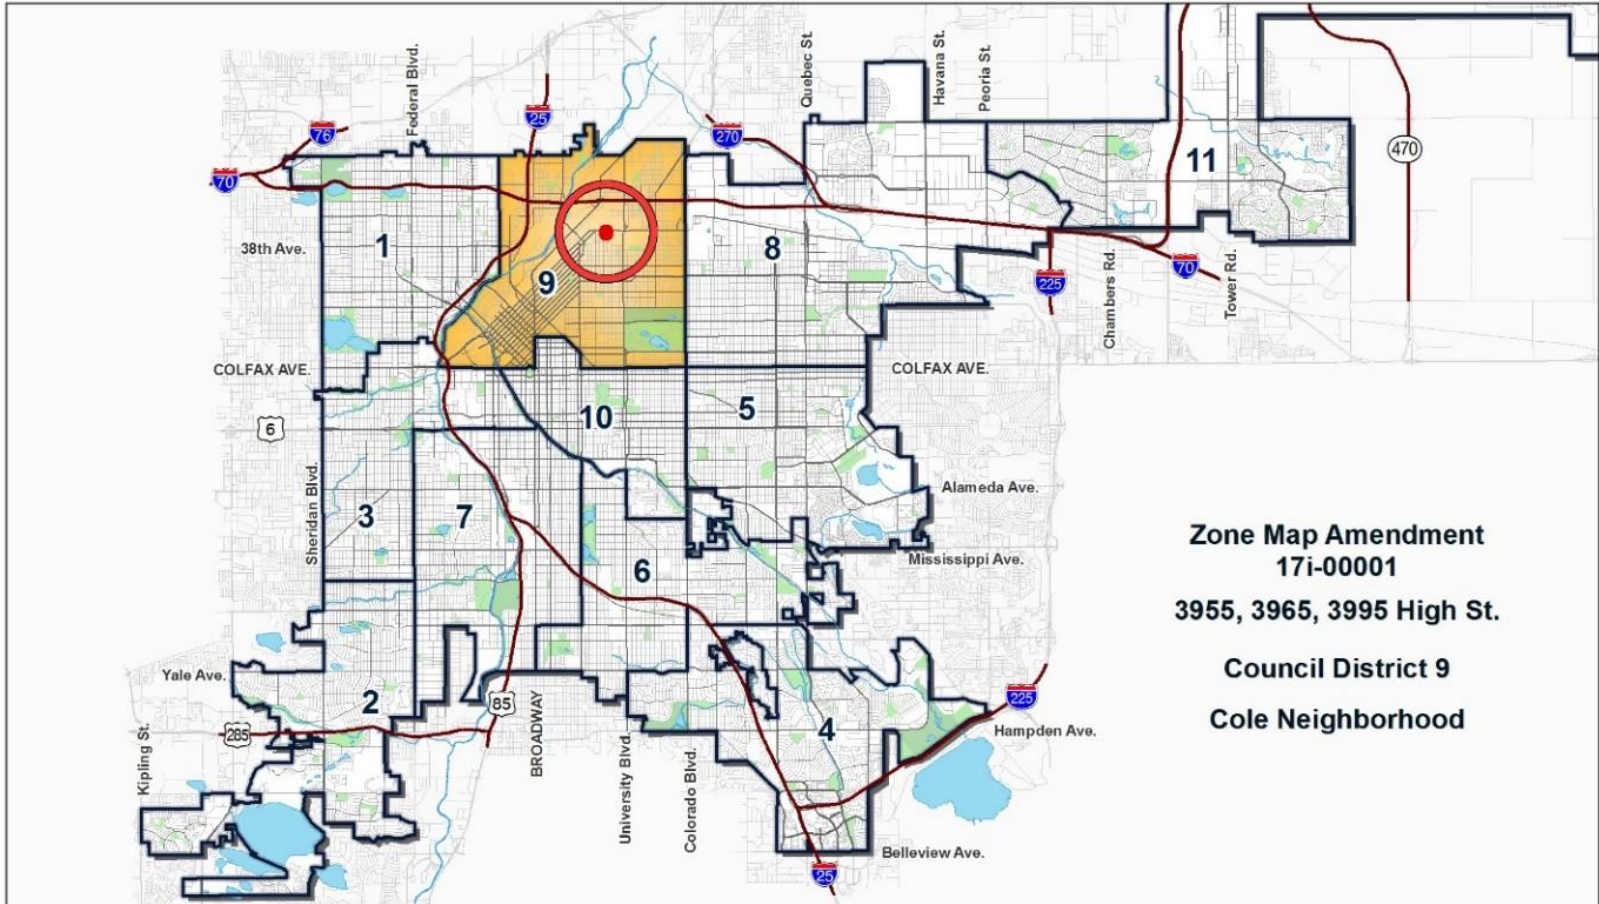 Federal Blvd.
Quebec St.
Havana St.
Peoria St.
76
25
270
470
70
11
38th Ave.
1
9
8
225
70
Chambers Rd.
Tower Rd.
COLFAX AVE.
COLFAX AVE.
6
10
5
Sheridan Blvd.
Alameda Ave.
3
7
6
Mississippi Ave.
Zone Map Amendment
17i-00001
3955, 3965, 3995 High St.
Council District 9
Cole Neighborhood
Yale Ave.
2
85
BROADWAY
225
4
Hampden Ave.
285
Kipling St.
University Blvd.
Colorado Blvd.
Belleview Ave.
25